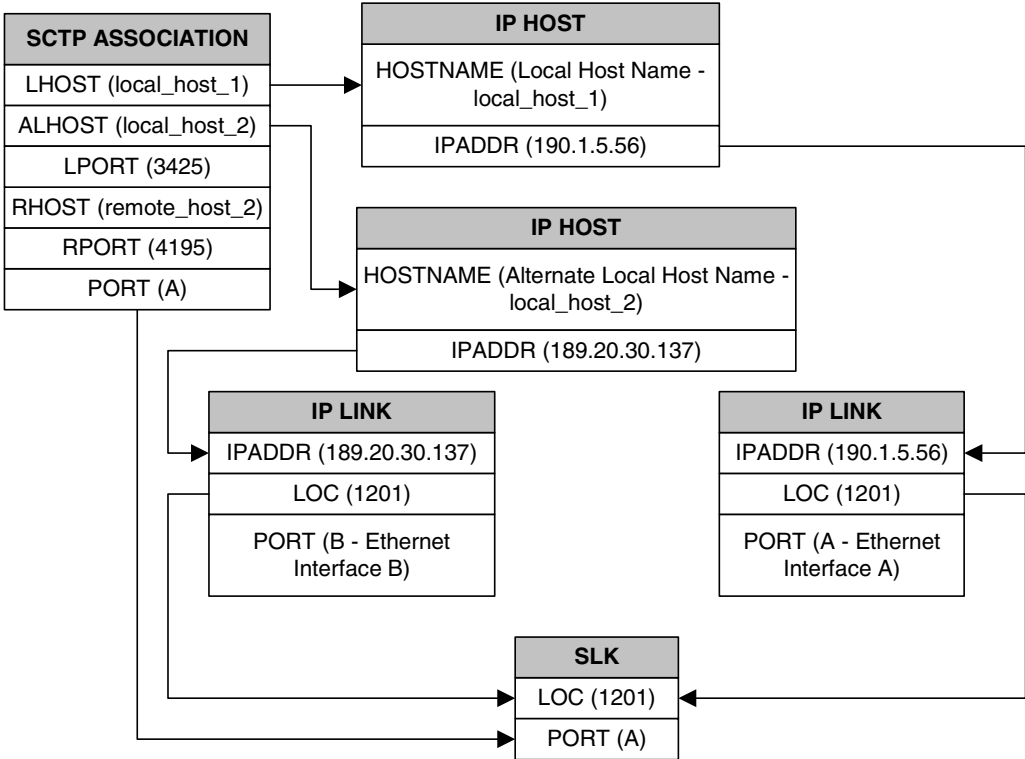 SCTP ASSOCIATION
LHOST (local_host_1)
ALHOST (local_host_2)
LPORT (3425)
RHOST (remote_host_2)
RPORT (4195)
PORT (A)
IP HOST
HOSTNAME (Local Host Name -
local_host_1)
IPADDR (190.1.5.56)
IP HOST
HOSTNAME (Alternate Local Host Name -
local_host_2)
IPADDR (189.20.30.137)
IP LINK
IPADDR (189.20.30.137)
LOC (1201)
PORT (B - Ethernet
Interface B)
IP LINK
IPADDR (190.1.5.56)
LOC (1201)
PORT (A - Ethernet
Interface A)
SLK
LOC (1201)
PORT (A)